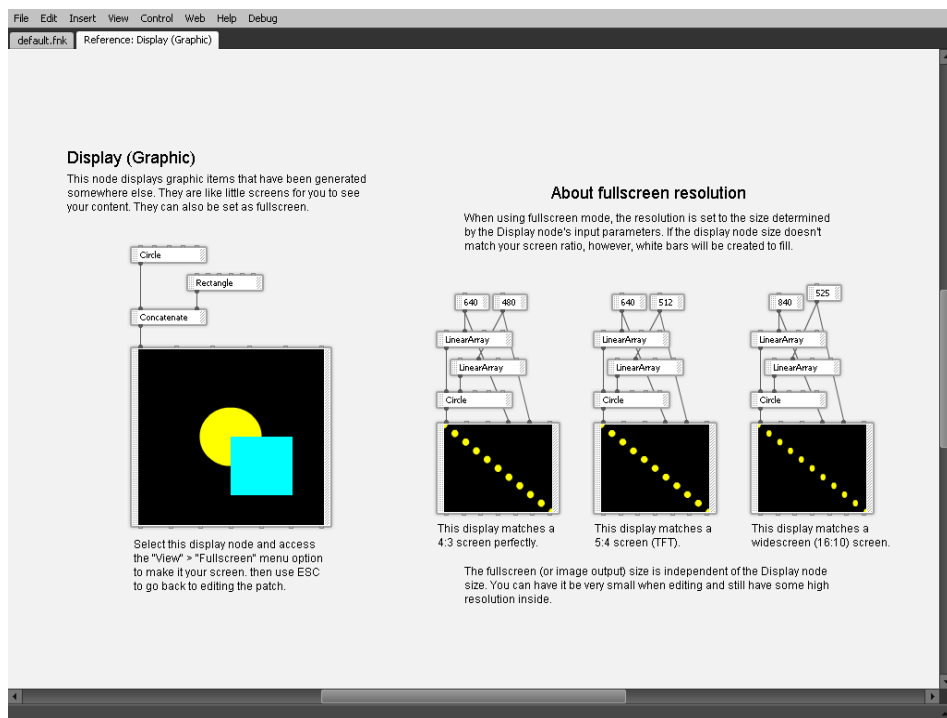 File Edit Insert View Control Web Help Debug
default.fnk Reference: Display (Graphic)
Display (Graphic)
This node displays graphic items that have been generated
somewhere else. They are like little screens for you to see
your content. They can also be set as fullscreen.
Circle
Rectangle
Concatenate
Select this display node and access
the "View" > "Fullscreen" menu option
to make it your screen. then use ESC
to go back to editing the patch.
About fullscreen resolution
When using fullscreen mode, the resolution is set to the size determined
by the Display node's input parameters. If the display node size doesn't
match your screen ratio, however, white bars will be created to fill.
640 480
LinearArray
LinearArray
Circle
This display matches a
4:3 screen perfectly.
640 512
LinearArray
LinearArray
Circle
This display matches a
5:4 screen (TFT).
840 525
LinearArray
LinearArray
Circle
This display matches a
widescreen (16:10) screen.
The fullscreen (or image output) size is independent of the Display node
size. You can have it be very small when editing and still have some high
resolution inside.